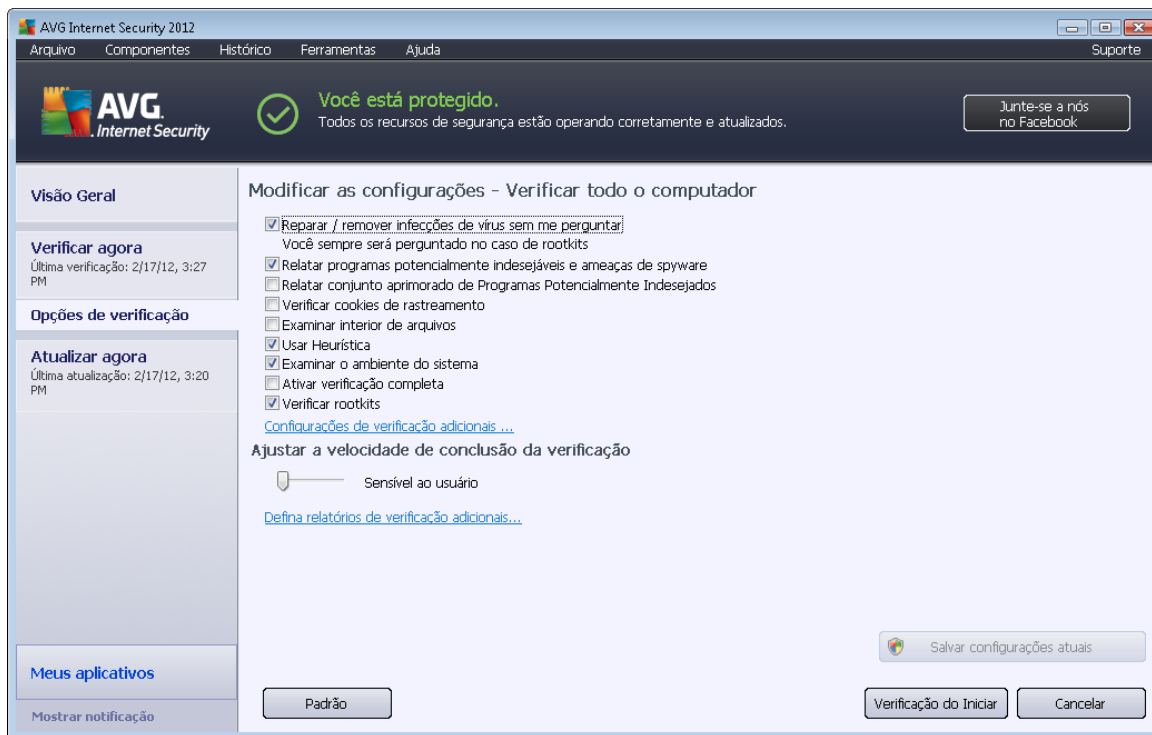 AVG Internet Security 2012
Arquivo Componentes Histórico Ferramentas Ajuda Suporte
AVG.
Internet Security
Você está protegido.
Todos os recursos de segurança estão operando corretamente e atualizados.
Junte-se a nós
no Facebook
Visão Geral
Verificar agora
Última verificação: 2/17/12, 3:27
PM
Opções de verificação
Atualizar agora
Última atualização: 2/17/12, 3:20
PM
Meus aplicativos
Mostrar notificação
Modificar as configurações - Verificar todo o computador
Reparar / remover infecções de vírus sem me perguntar
Você sempre será perguntado no caso de rootkits
Relatar programas potencialmente indesejáveis e ameaças de spyware
Relatar conjunto aprimorado de Programas Potencialmente Indesejados
Verificar cookies de rastreamento
Examinar interior de arquivos
Usar Heurística
Examinar o ambiente do sistema
Ativar verificação completa
Verificar rootkits
Configurações de verificação adicionais ...
Ajustar a velocidade de conclusão da verificação
Sensível ao usuário
Defina relatórios de verificação adicionais...
Salvar configurações atuais
Padrão Verificação do Iniciar Cancelar